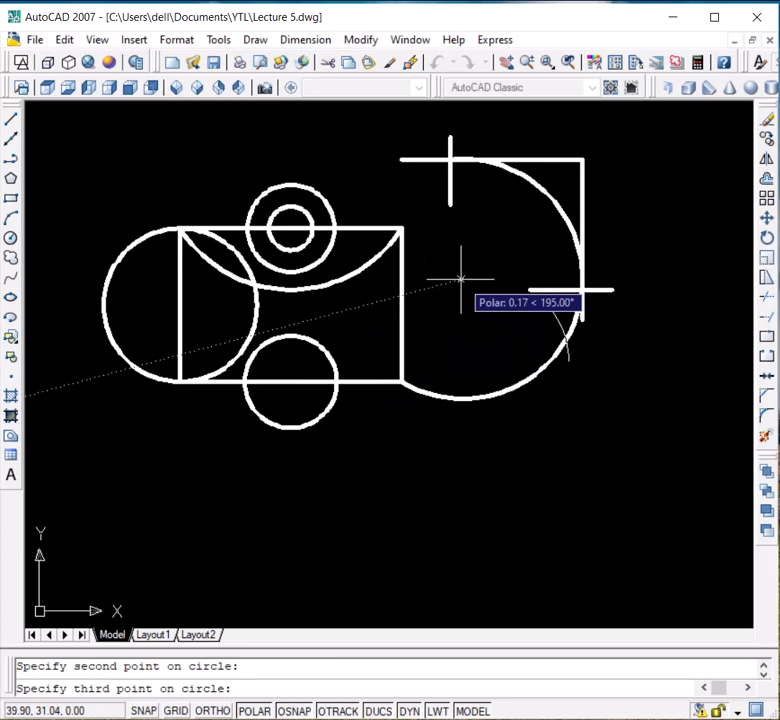 AutoCAD 2007 - [C:\Users\dell\Documents\YTL\Lecture 5.dwg]
File Edit View Insert Format Tools Draw Dimension Modify Window Help Express
AutoCAD Classic
Polar: 0.17 < 195.00°
A
Y
X
Model Layout1 Layout2
Specify second point on circle:
Specify third point on circle:
39.90, 31.04, 0.00 SNAP GRID ORTHO POLAR OSNAP OTRACK DUCS DYN LWT MODEL